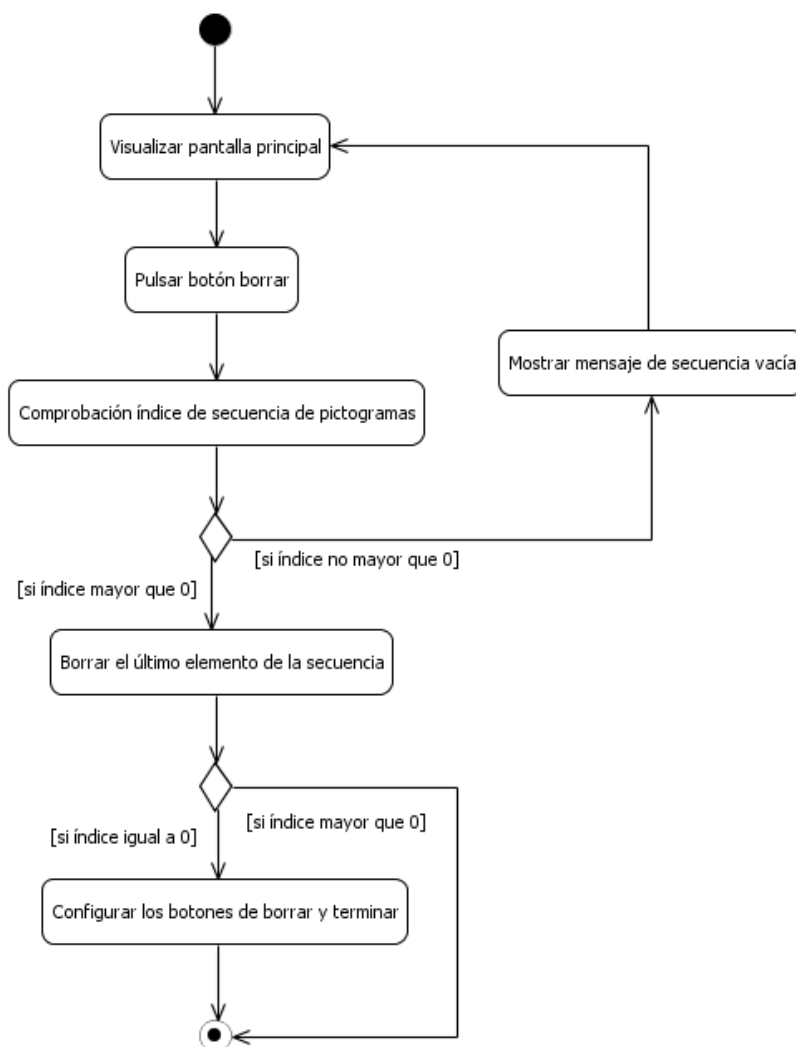 Visualizar pantalla principal
Pulsar botón borrar
Mostrar mensaje de secuencia vacía
Comprobación índice de secuencia de pictogramas
[si índice no mayor que 0]
[si índice mayor que 0]
Borrar el último elemento de la secuencia
[si índice mayor que 0]
[si índice igual a 0]
Configurar los botones de borrar y terminar